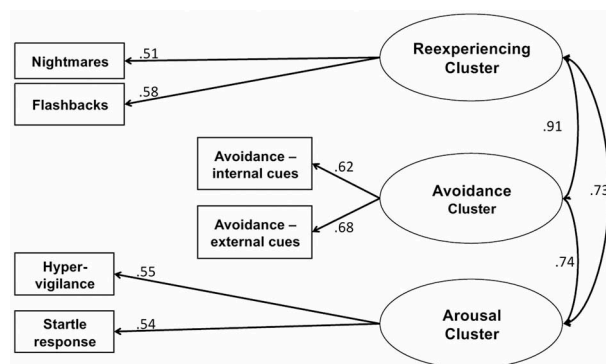 Reexperiencing
Cluster
.51
Nightmares
.58
Flashbacks
.91
Avoidance –
internal cues
.62
Avoidance
Cluster
.73
Avoidance –
external cues
.68
.74
Hyper-
vigilance
.55
Arousal
Cluster
Startle
response
.54